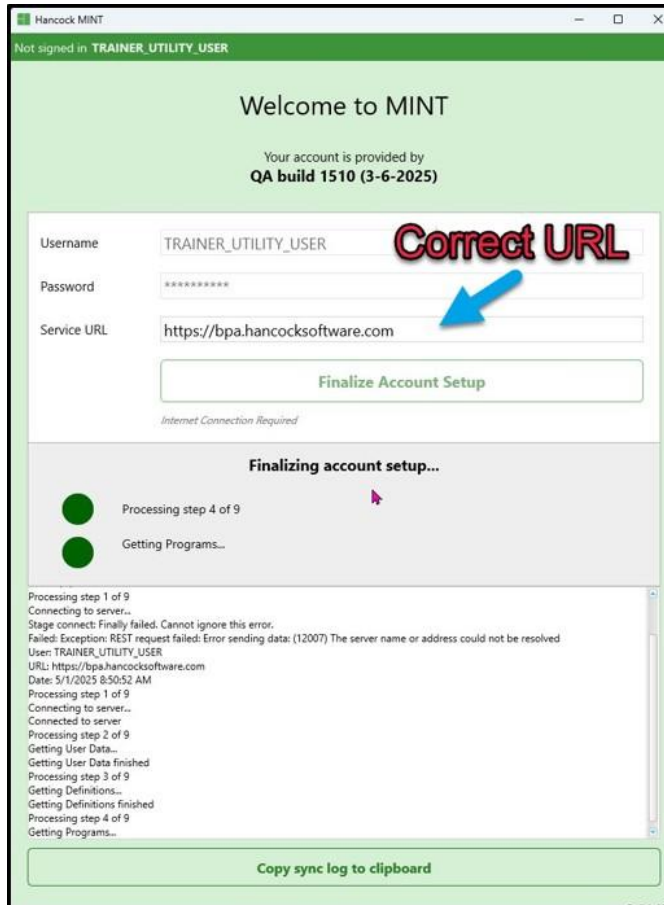 Hancock MINT
Not signed in TRAINER_UTILITY_USER
Welcome to MINT
Your account is provided by
QA build 1510 (3-6-2025)
Correct URL
Username TRAINER_UTILITY_USER
Password **********
Service URL https://bpa.hancocksoftware.com
Finalize Account Setup
Internet Connection Required
Finalizing account setup...
Processing step 4 of 9
Getting Programs...
Processing step 1 of 9
Connecting to server...
Stage connect: Finally failed. Cannot ignore this error.
Failed: Exception: REST request failed: Error sending data: (12007) The server name or address could not be resolved
User: TRAINER_UTILITY_USER
URL: https://bpa.hancocksoftware.com
Date: 5/1/2025 8:50:52 AM
Processing step 1 of 9
Connecting to server...
Connected to server
Processing step 2 of 9
Getting User Data...
Getting User Data finished
Processing step 3 of 9
Getting Definitions...
Getting Definitions finished
Processing step 4 of 9
Getting Programs...
Copy sync log to clipboard